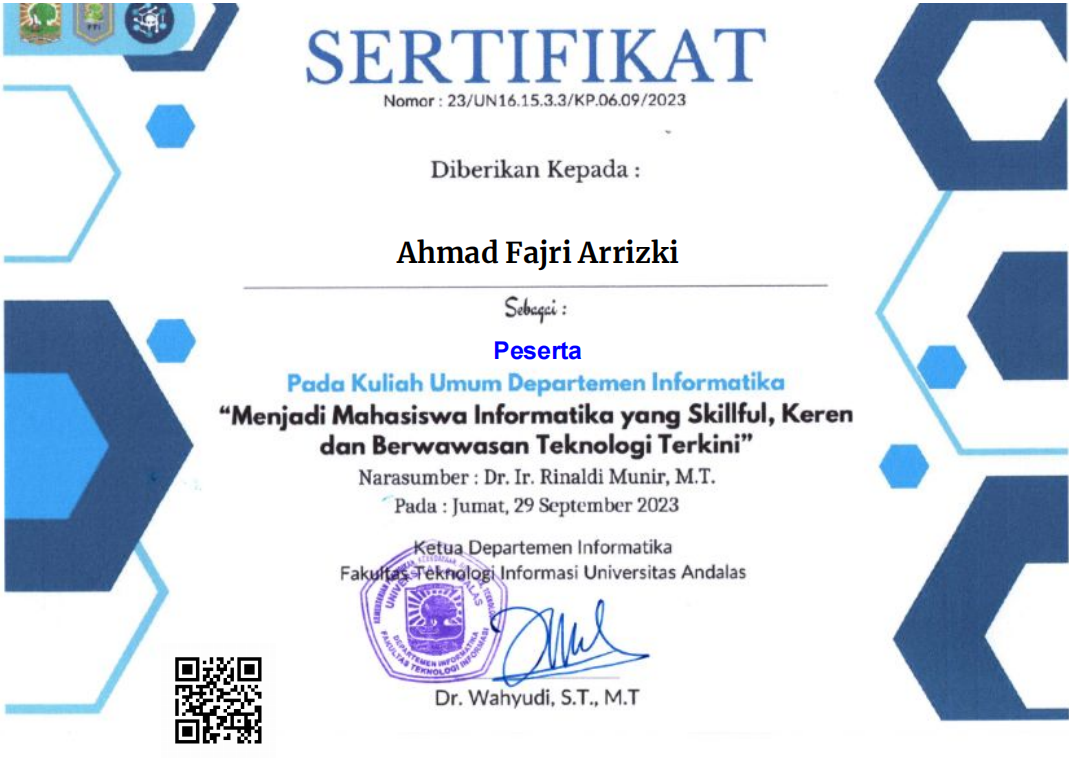 SERTIFIKAT
Nomor : 23/UN16.15.3.3/KP.06.09/2023
Diberikan Kepada :
Ahmad Fajri Arrizki
Sebagai :
Peserta
Pada Kuliah Umum Departemen Informatika
“Menjadi Mahasiswa Informatika yang Skillful, Keren
dan Berwawasan Teknologi Terkini”
Narasumber : Dr. Ir. Rinaldi Munir, M.T.
Pada : Jumat, 29 September 2023
Ketua Departemen Informatika
Fakultas Teknologi Informasi Universitas Andalas
UNIVERSITAS ANDALAS
DEPARTEMEN INFORMATIKA
FAKULTAS TEKNOLOGI INFORMASI
Dr. Wahyudi, S.T., M.T